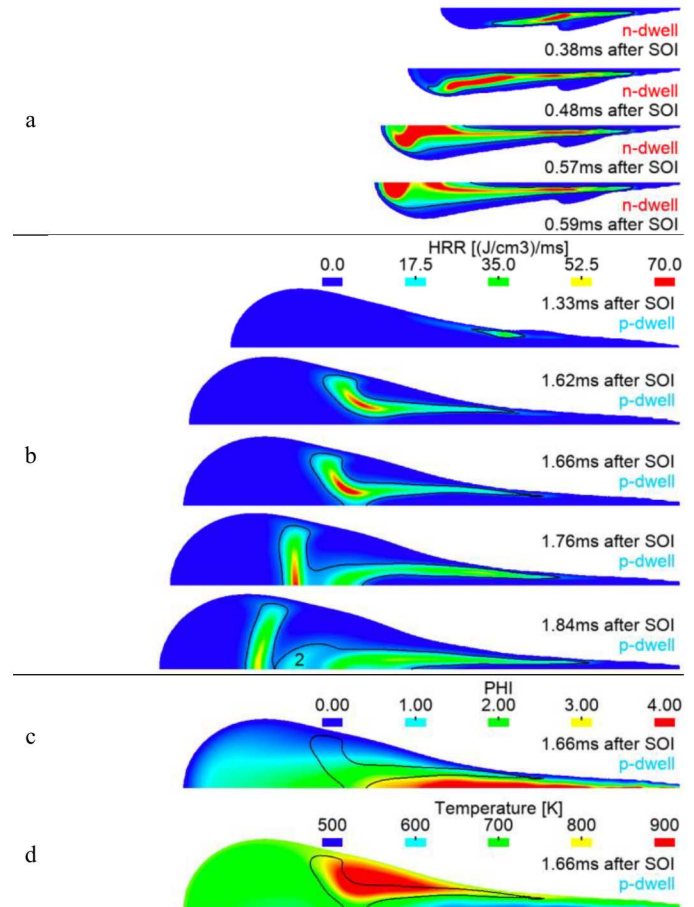 n-dwell
0.38ms after SOI
n-dwell
0.48ms after SOI
a
n-dwell
0.57ms after SOI
n-dwell
0.59ms after SOI
HRR [(J/cm3)/ms]
0.0 17.5 35.0 52.5 70.0
1.33ms after SOI
p-dwell
1.62ms after SOI
p-dwell
b
1.66ms after SOI
p-dwell
1.76ms after SOI
p-dwell
1.84ms after SOI
p-dwell
2
PHI
0.00 1.00 2.00 3.00 4.00
c
1.66ms after SOI
p-dwell
Temperature [K]
500 600 700 800 900
d
1.66ms after SOI
p-dwell